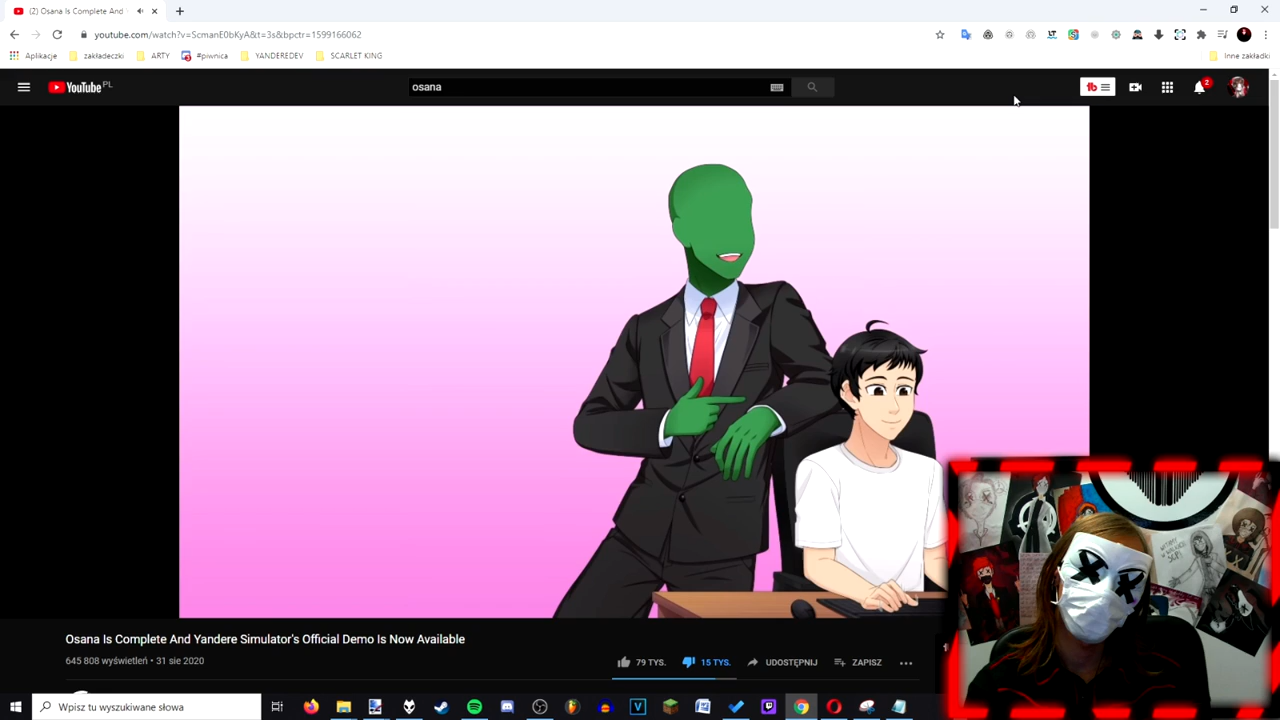 (2) Osana Is Complete And
youtube.com/watch?v=ScmanE0bKyA&t=3s&bpctr=1599166062
Aplikacje
zakładeczki
ARTY
#piwnica
YANDEREDEV
SCARLET KING
Inne zakładki
YouTube PL
osana
2
Osana Is Complete And Yandere Simulator's Official Demo Is Now Available
645 808 wyświetleń • 31 sie 2020
79 TYS.
15 TYS.
UDOSTĘPNIJ
ZAPISZ
Wpisz tu wyszukiwane słowa